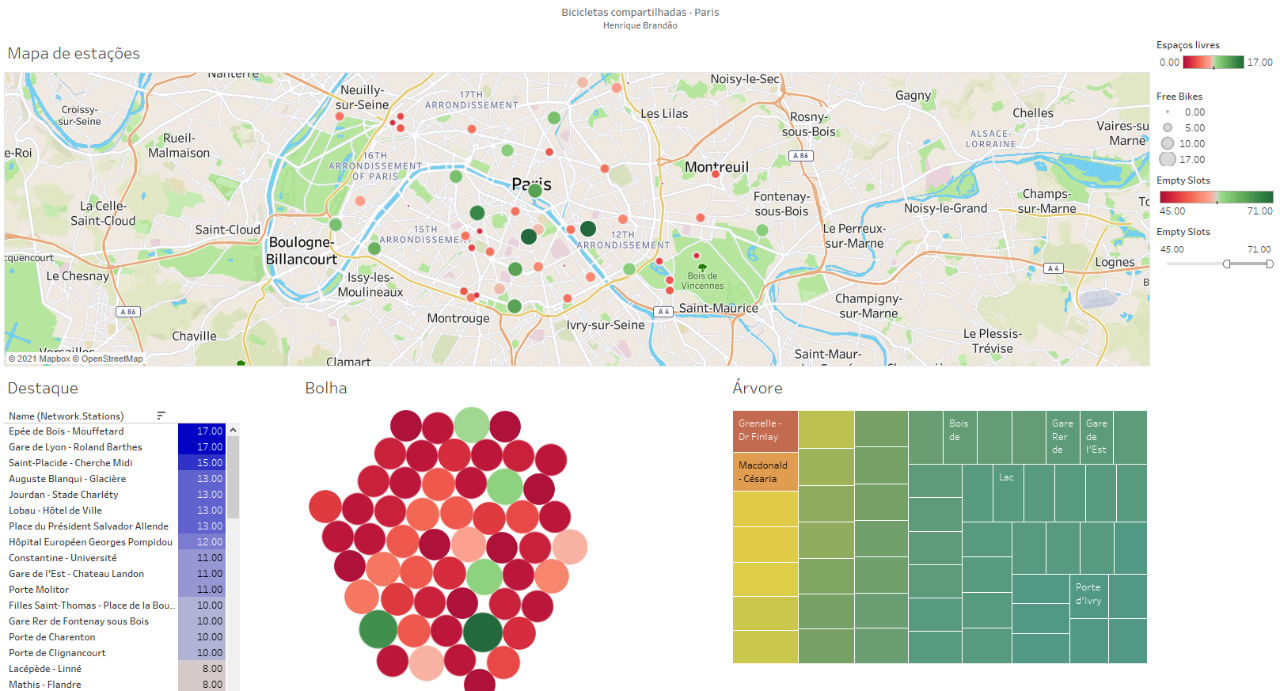 Bicicletas compartilhadas - Paris
Henrique Brandão
Mapa de estações
Nanterre
Croissy-
sur-Seine
Rueil-
Malmaison
e-Roi
La Celle-
Saint-Cloud
Saint-Cloud
cquencourt
Le Chesnay
A 86
Chaville
Versailles
© 2021 Mapbox © OpenStreetMap
Neuilly-
sur-Seine
17TH
ARRONDISSEMENT
16TH
ARRONDISSEMENT
OF PARIS
Paris
15TH
ARRONDISSEME
Boulogne-
Billancourt
Issy-les-
Moulineaux
Montrouge
Clamart
12TH
ARRONDISSEMENT
Ivry-sur-Seine
Noisy-le-Sec
Les Lilas
Rosny-
sous-Bois
A 86
Montreuil
Fontenay-
sous-Bois
Bois de
Vincennes
A 4
Saint-Maurice
Saint-Maur-
Le Perreux-
sur-Marne
Champigny-
sur-Marne
Gagny
Chelles
ALSACE-
LORRAINE
Vaires-su
Marne
Noisy-le-Grand
Champs-
sur-Marne
A 4
Lognes
Le Plessis-
Trévise
Espaços livres
0.00 17.00
Free Bikes
0.00
5.00
10.00
17.00
Empty Slots
45.00 71.00
Empty Slots
45.00 71.00
Destaque
Name (Network.Stations)
Epée de Bois - Mouffetard 17.00
Gare de Lyon - Roland Barthes 17.00
Saint-Placide - Cherche Midi 15.00
Auguste Blanqui - Glacière 13.00
Jourdan - Stade Charléty 13.00
Lobau - Hôtel de Ville 13.00
Place du Président Salvador Allende 13.00
Hôpital Européen Georges Pompidou 12.00
Constantine - Université 11.00
Gare de l'Est - Chateau Landon 11.00
Porte Molitor 11.00
Filles Saint-Thomas - Place de la Bou.. 10.00
Gare Rer de Fontenay sous Bois 10.00
Porte de Charenton 10.00
Porte de Clignancourt 10.00
Lacépède - Linné 8.00
Mathis - Flandre 8.00
Bolha
Árvore
Grenelle -
Dr Finlay
Macdonald
- Césaria
Bois
de
Gare
Rer
de
Gare
de
l'Est
Lac
Porte
d'Ivry